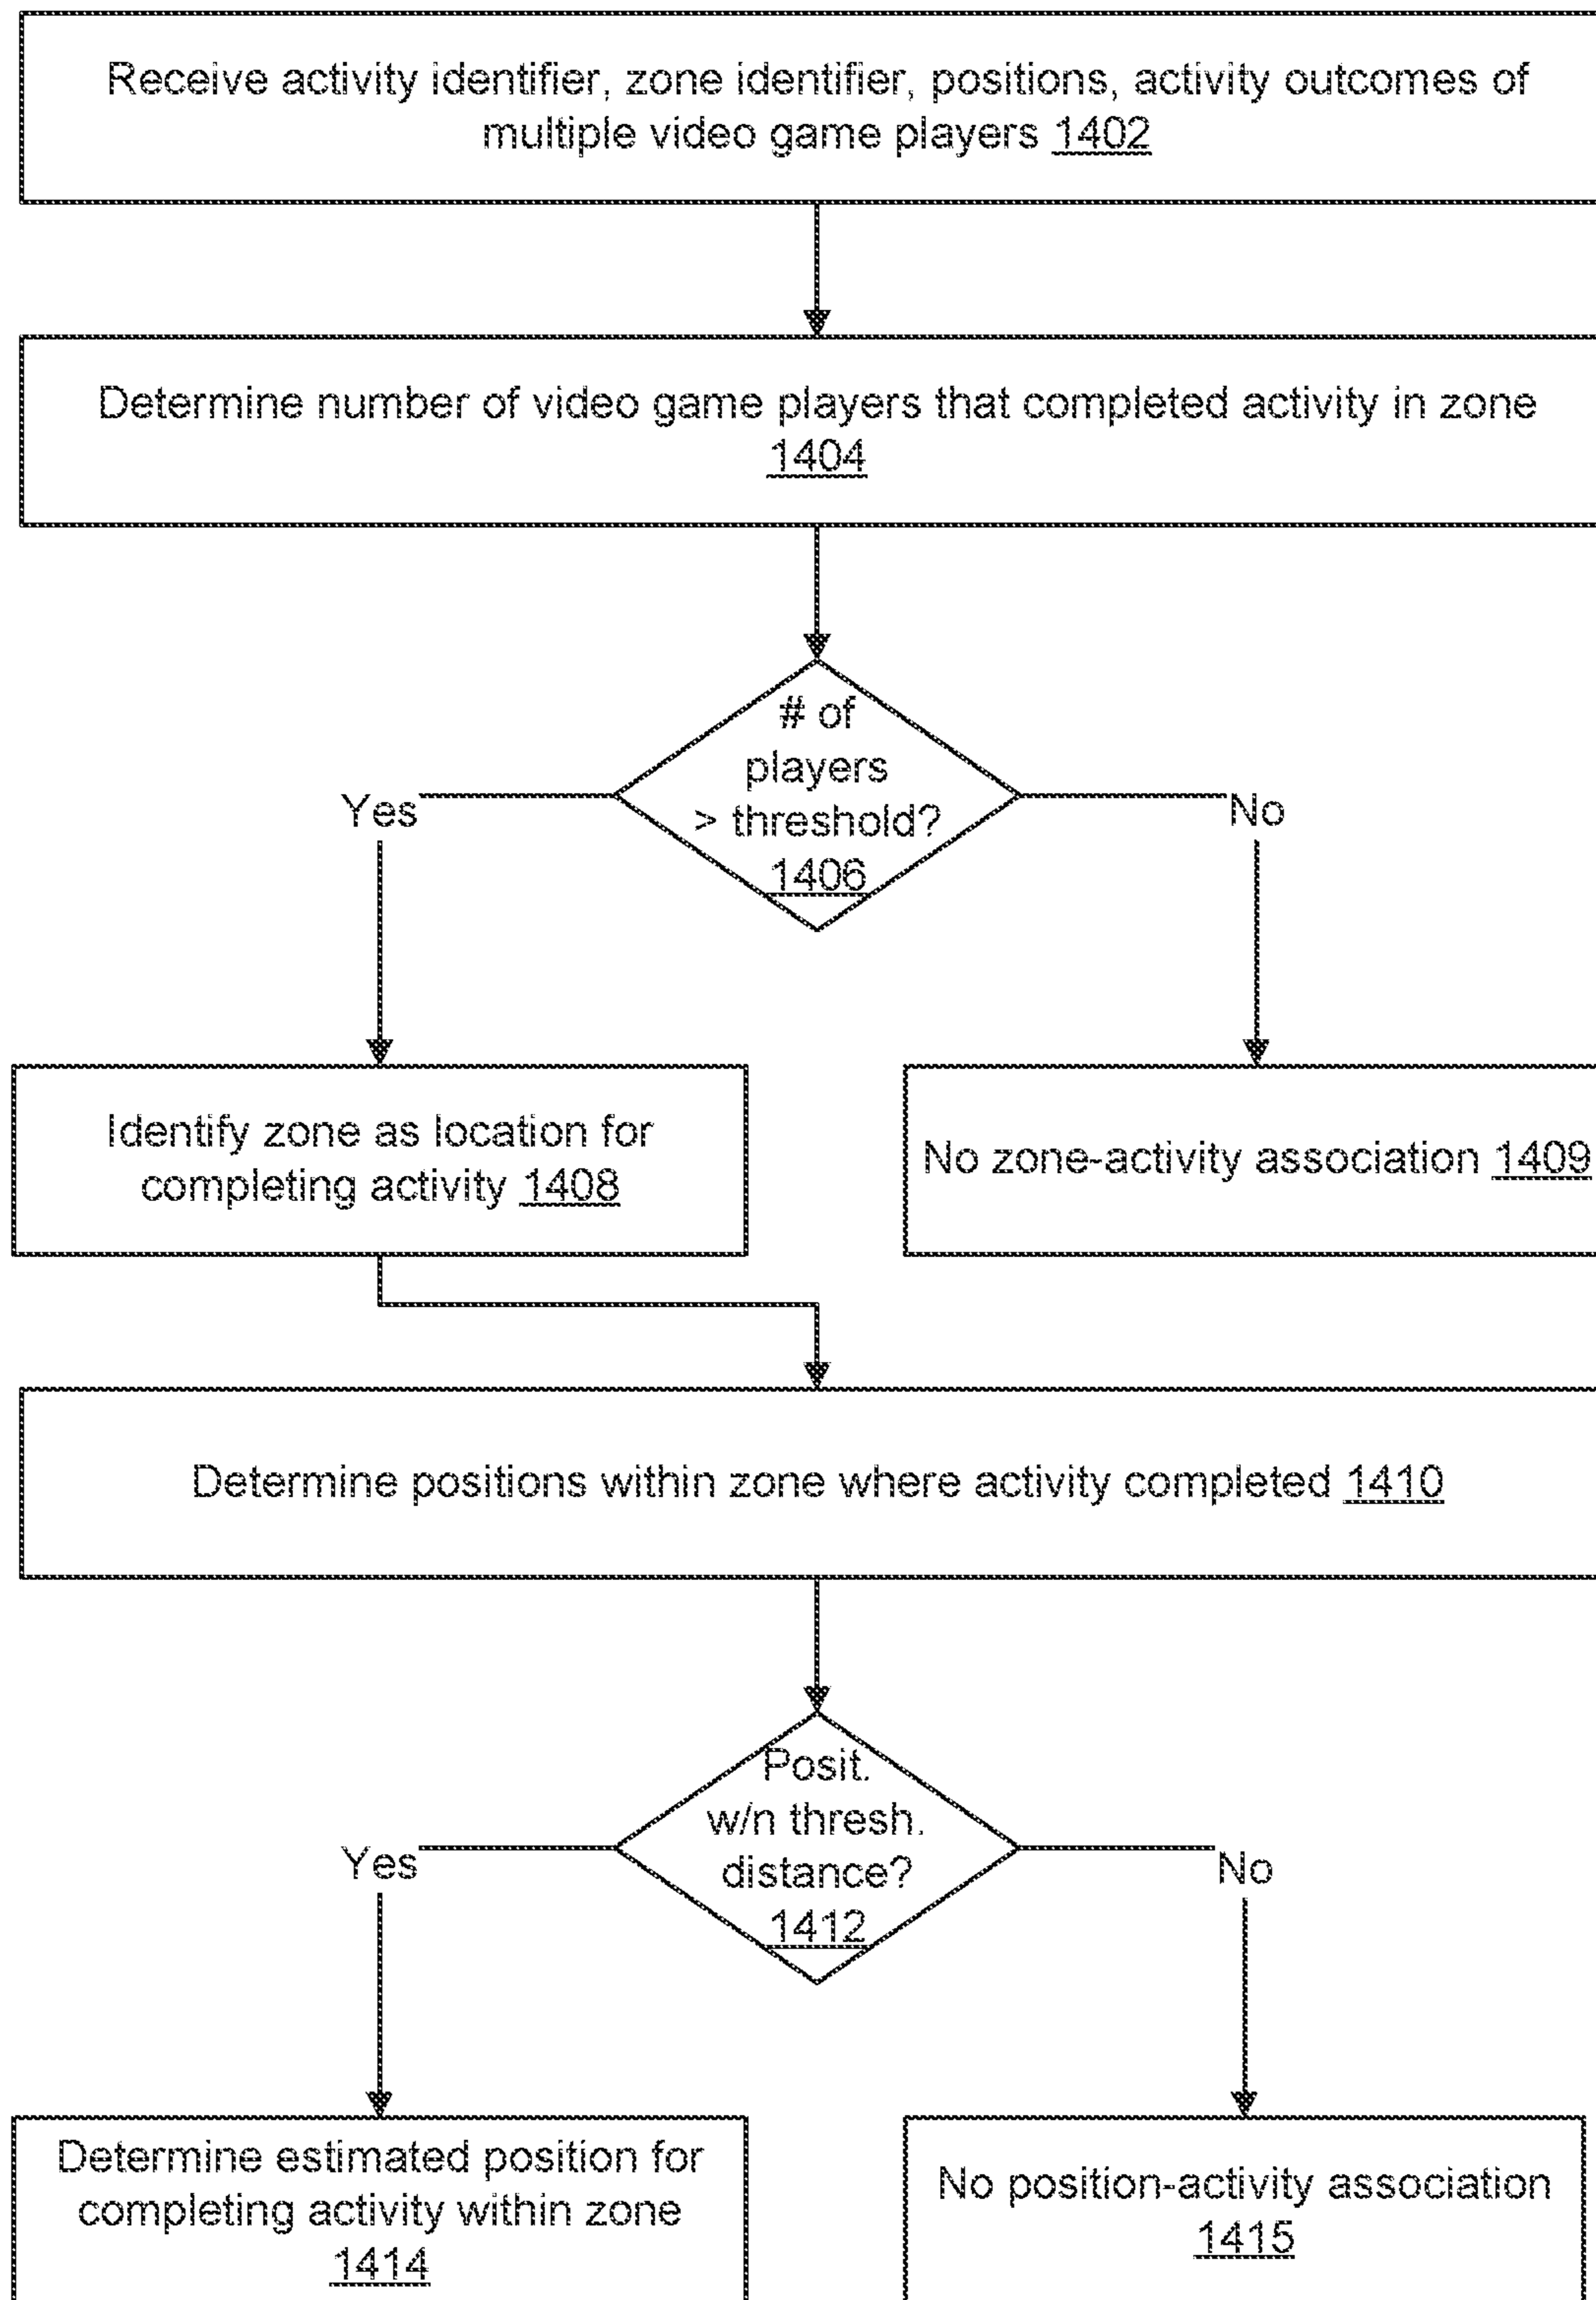 Receive activity identifier, zone identifier, positions, activity outcomes of
multiple video game players 1402
Determine number of video game players that completed activity in zone
1404
# of
players
> threshold?
1406
Yes
No
Identify zone as location for
completing activity 1408
No zone-activity association 1409
Determine positions within zone where activity completed 1410
Posit.
w/n thresh.
distance?
1412
Yes
No
Determine estimated position for
completing activity within zone
1414
No position-activity association
1415